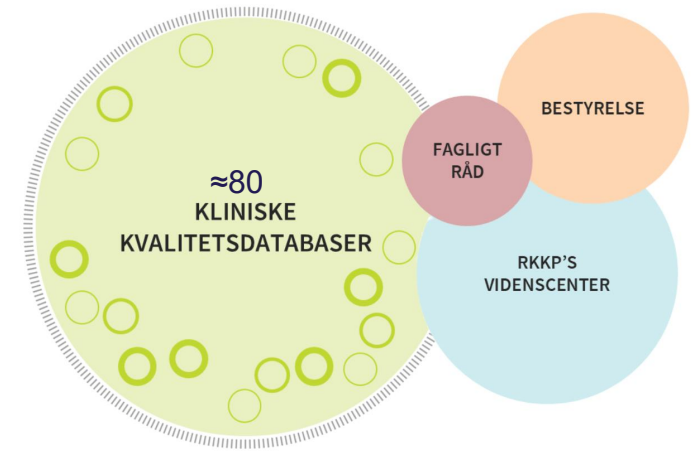 ≈80
KLINISKE
KVALITETSDATABASER
FAGLIGT
RÅD
BESTYRELSE
RKKP'S
VIDENSCENTER